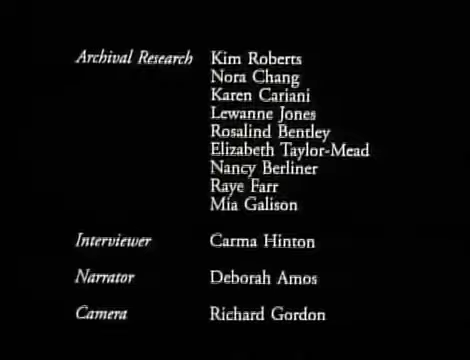 Archival Research Kim Roberts
Nora Chang
Karen Cariani
Lewanne Jones
Rosalind Bentley
Elizabeth Taylor-Mead
Nancy Berliner
Raye Farr
Mia Galison
Interviewer Carma Hinton
Narrator Deborah Amos
Camera Richard Gordon